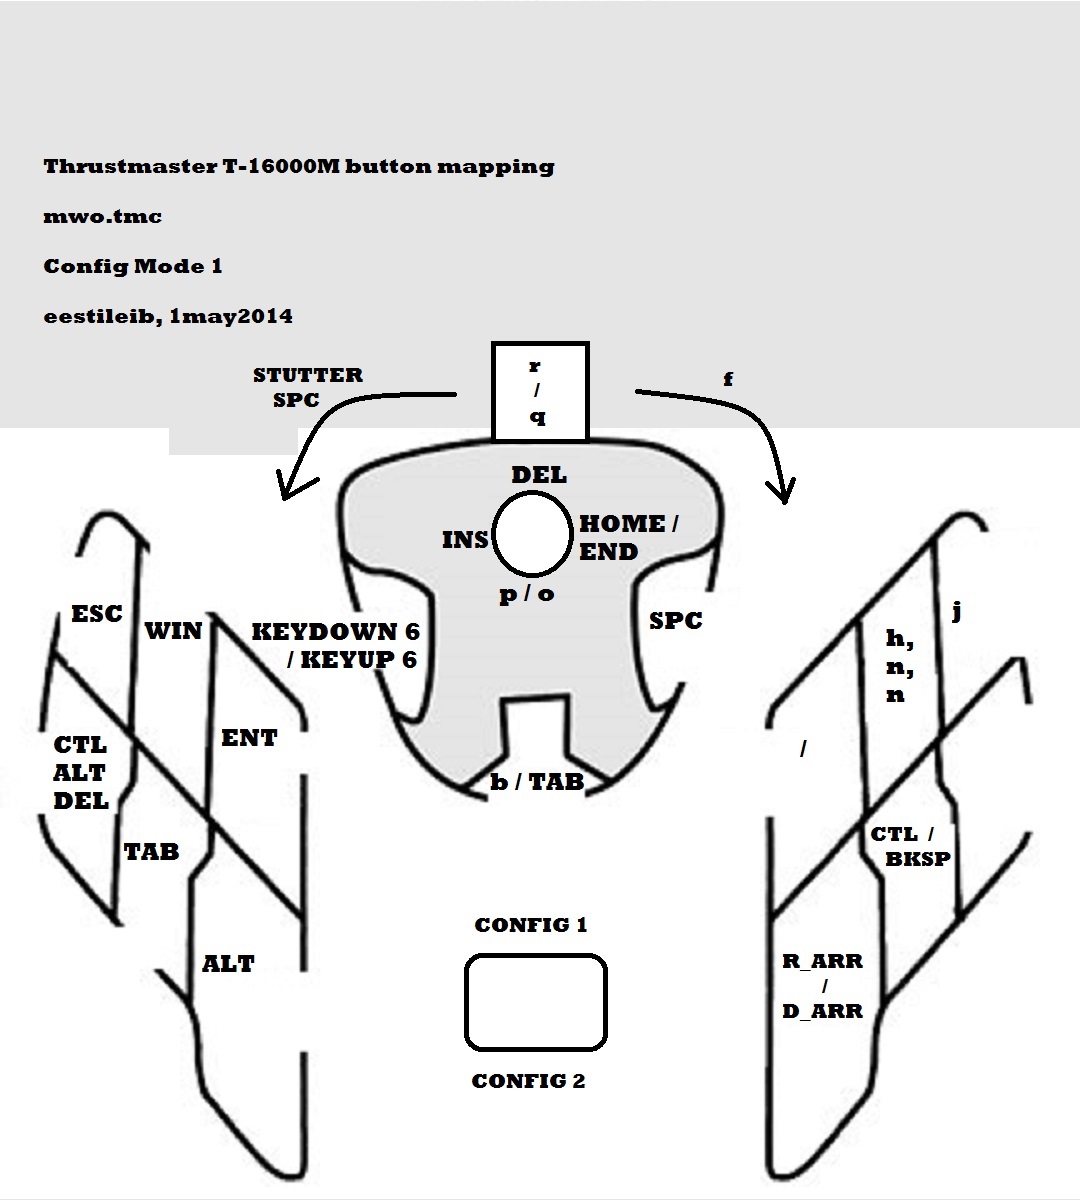 Thrustmaster T-16000M button mapping
mwo.tmc
Config Mode 1
eestileib, 1may2014
STUTTER
SPC
r
/
q
f
DEL
INS
HOME /
END
p / o
KEYDOWN 6
/ KEYUP 6
SPC
b / TAB
ESC
WIN
ENT
CTL
ALT
DEL
TAB
ALT
j
h,
n,
n
/
CTL /
BKSP
R_ARR
/
D_ARR
CONFIG 1
CONFIG 2